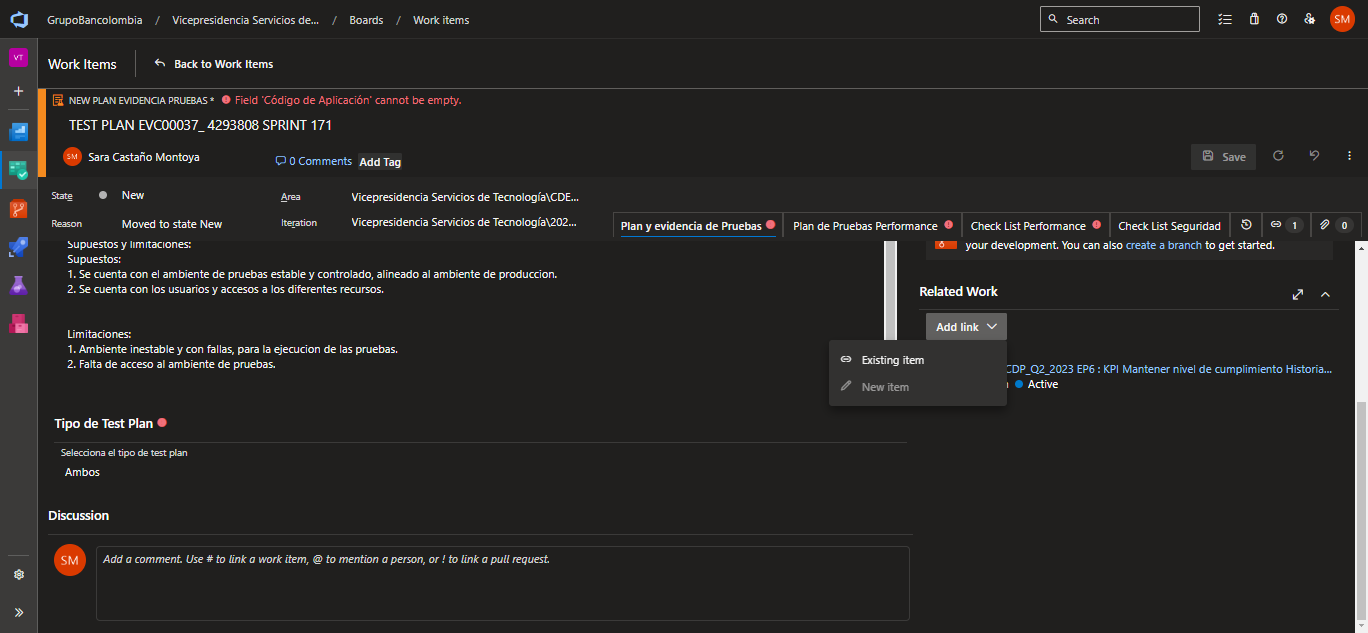 GrupoBancolombia / Vicepresidencia Servicios de... / Boards / Work items
Search
SM
VT
Work Items
Back to Work Items
NEW PLAN EVIDENCIA PRUEBAS * Field 'Código de Aplicación' cannot be empty.
TEST PLAN EVC00037_ 4293808 SPRINT 171
SM Sara Castaño Montoya
0 Comments Add Tag
Save
State New
Area Vicepresidencia Servicios de Tecnología\CDE...
Reason Moved to state New
Iteration Vicepresidencia Servicios de Tecnología\202...
Plan y evidencia de Pruebas
Plan de Pruebas Performance
Check List Performance
Check List Seguridad
1
0
Supuestos y limitaciones:
Supuestos:
1. Se cuenta con el ambiente de pruebas estable y controlado, alineado al ambiente de produccion.
2. Se cuenta con los usuarios y accesos a los diferentes recursos.
Limitaciones:
1. Ambiente inestable y con fallas, para la ejecucion de las pruebas.
2. Falta de acceso al ambiente de pruebas.
Tipo de Test Plan
Selecciona el tipo de test plan
Ambos
Discussion
SM
Add a comment. Use # to link a work item, @ to mention a person, or ! to link a pull request.
your development. You can also create a branch to get started.
Related Work
Add link
Existing item
New item
CDP_Q2_2023 EP6 : KPI Mantener nivel de cumplimiento Historia...
Active